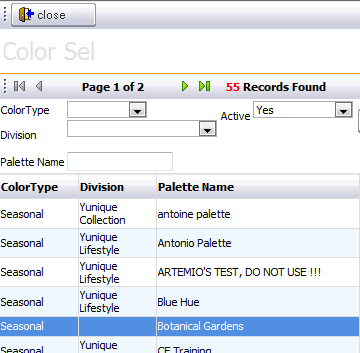 close
Color Sel
Page 1 of 2
55 Records Found
ColorType
Active Yes
Division
Palette Name
ColorType Division Palette Name
Seasonal Yunique Collection antoine palette
Seasonal Yunique Lifestyle Antonio Palette
Seasonal Yunique Lifestyle ARTEMIO'S TEST, DO NOT USE !!!
Seasonal Yunique Lifestyle Blue Hue
Seasonal Botanical Gardens
Seasonal Yunique CF Training